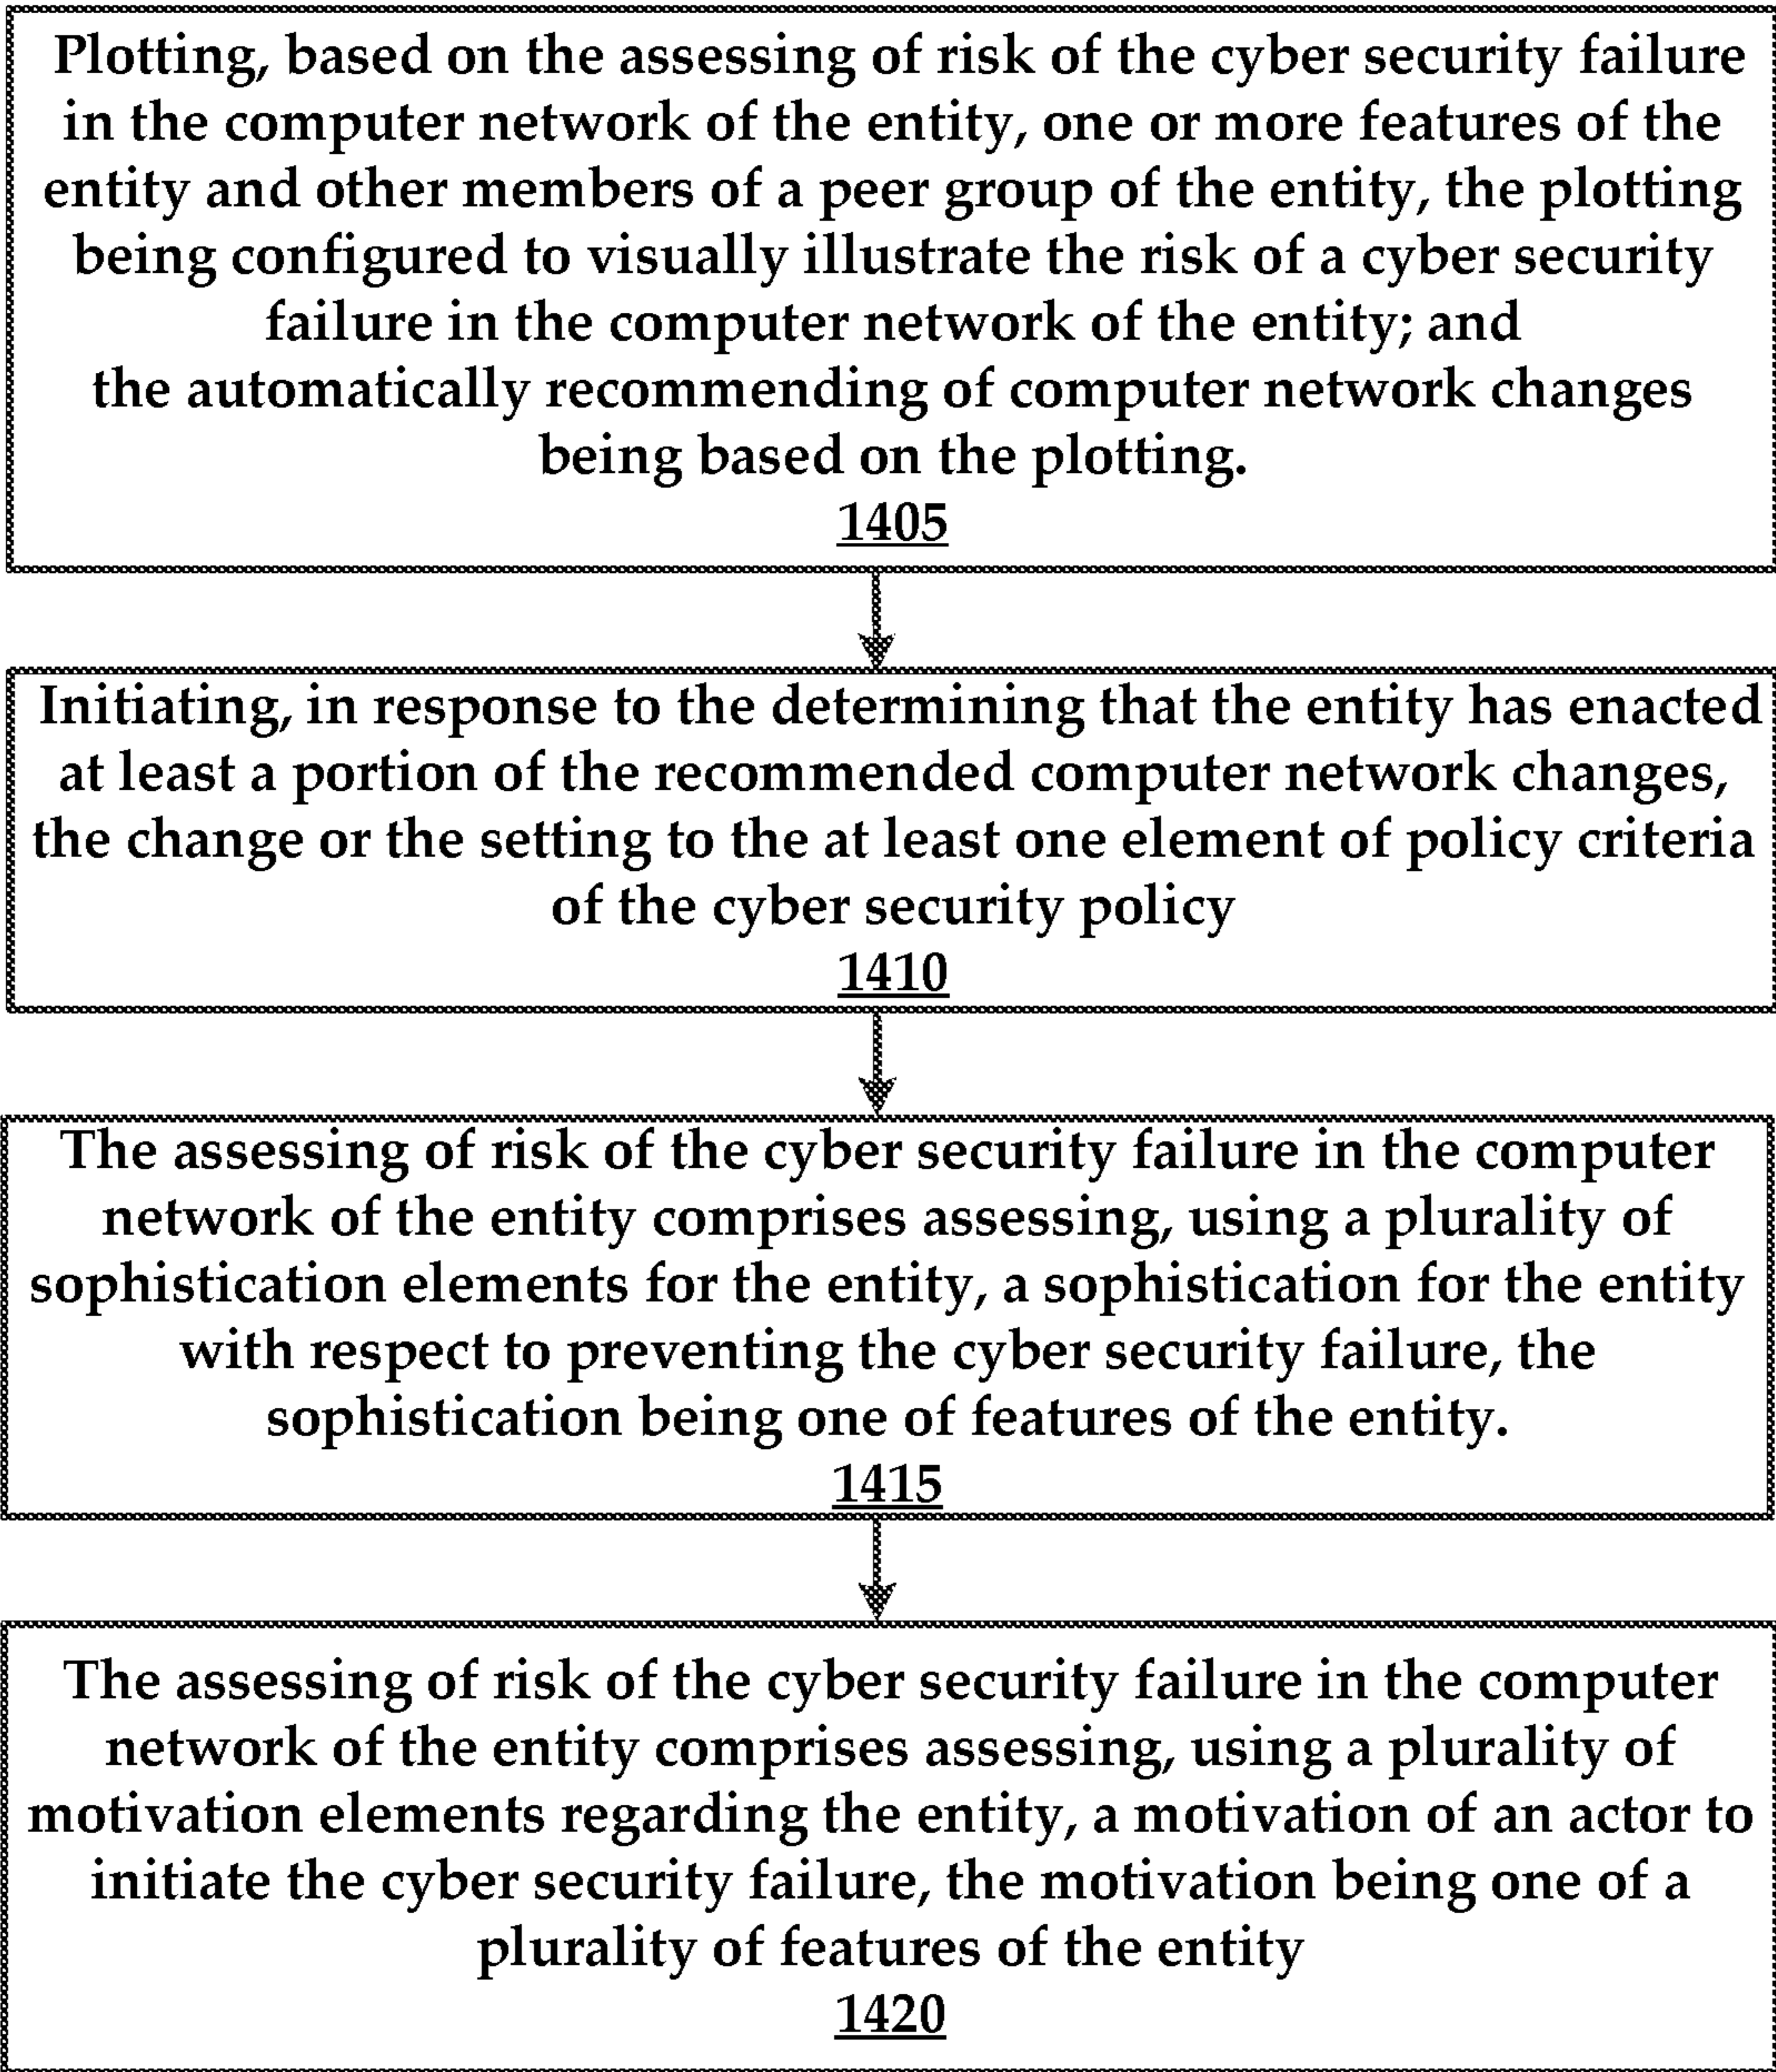 Plotting, based on the assessing of risk of the cyber security failure
in the computer network of the entity, one or more features of the
entity and other members of a peer group of the entity, the plotting
being configured to visually illustrate the risk of a cyber security
failure in the computer network of the entity; and
the automatically recommending of computer network changes
being based on the plotting.
1405
Initiating, in response to the determining that the entity has enacted
at least a portion of the recommended computer network changes,
the change or the setting to the at least one element of policy criteria
of the cyber security policy
1410
The assessing of risk of the cyber security failure in the computer
network of the entity comprises assessing, using a plurality of
sophistication elements for the entity, a sophistication for the entity
with respect to preventing the cyber security failure, the
sophistication being one of features of the entity.
1415
The assessing of risk of the cyber security failure in the computer
network of the entity comprises assessing, using a plurality of
motivation elements regarding the entity, a motivation of an actor to
initiate the cyber security failure, the motivation being one of a
plurality of features of the entity
1420